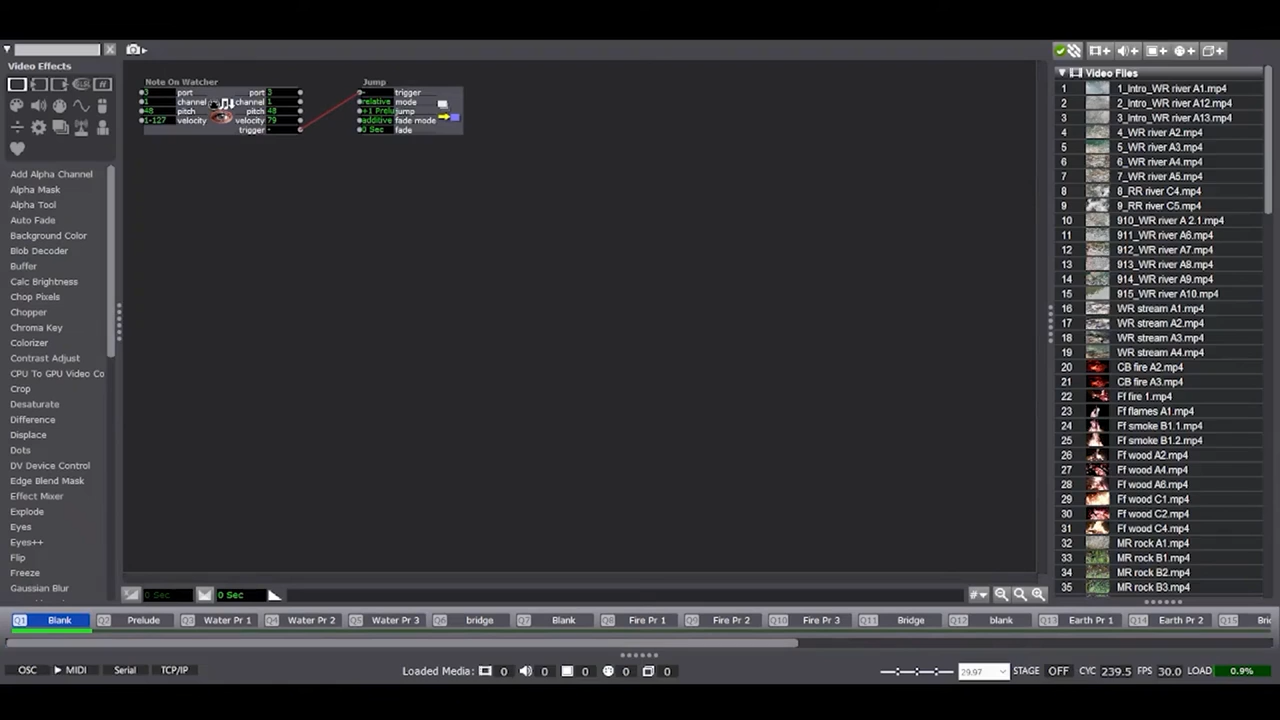 Video Effects
Add Alpha Channel
Alpha Mask
Alpha Tool
Auto Fade
Background Color
Blob Decoder
Buffer
Calc Brightness
Chop Pixels
Chopper
Chroma Key
Colorizer
Contrast Adjust
CPU To GPU Video Co
Crop
Desaturate
Difference
Displace
Dots
DV Device Control
Edge Blend Mask
Effect Mixer
Explode
Eyes
Eyes++
Flip
Freeze
Gaussian Blur
Note On Watcher
3 port port 3
1 channel channel 1
48 pitch pitch 48
1-127 velocity velocity 79
trigger -
Jump
- trigger
relative mode
+1 Prelu jump
additive fade mode
0 Sec fade
0 Sec 0 Sec
Video Files
1 1_Intro_WR river A1.mp4
2 2_Intro_WR river A12.mp4
3 3_Intro_WR river A13.mp4
4 4_WR river A2.mp4
5 5_WR river A3.mp4
6 6_WR river A4.mp4
7 7_WR river A5.mp4
8 8_RR river C4.mp4
9 9_RR river C5.mp4
10 910_WR river A 2.1.mp4
11 911_WR river A6.mp4
12 912_WR river A7.mp4
13 913_WR river A8.mp4
14 914_WR river A9.mp4
15 915_WR river A10.mp4
16 WR stream A1.mp4
17 WR stream A2.mp4
18 WR stream A3.mp4
19 WR stream A4.mp4
20 CB fire A2.mp4
21 CB fire A3.mp4
22 Ff fire 1.mp4
23 Ff flames A1.mp4
24 Ff smoke B1.1.mp4
25 Ff smoke B1.2.mp4
26 Ff wood A2.mp4
27 Ff wood A4.mp4
28 Ff wood A6.mp4
29 Ff wood C1.mp4
30 Ff wood C2.mp4
31 Ff wood C4.mp4
32 MR rock A1.mp4
33 MR rock B1.mp4
34 MR rock B2.mp4
35 MR rock B3.mp4
Q1 Blank Q2 Prelude Q3 Water Pr 1 Q4 Water Pr 2 Q5 Water Pr 3 Q6 bridge Q7 Blank Q8 Fire Pr 1 Q9 Fire Pr 2 Q10 Fire Pr 3 Q11 Bridge Q12 blank Q13 Earth Pr 1 Q14 Earth Pr 2 Q15 Bri
OSC MIDI Serial TCP/IP Loaded Media: 0 0 0 0 0 29.97 STAGE OFF CYC 239.5 FPS 30.0 LOAD 0.9%